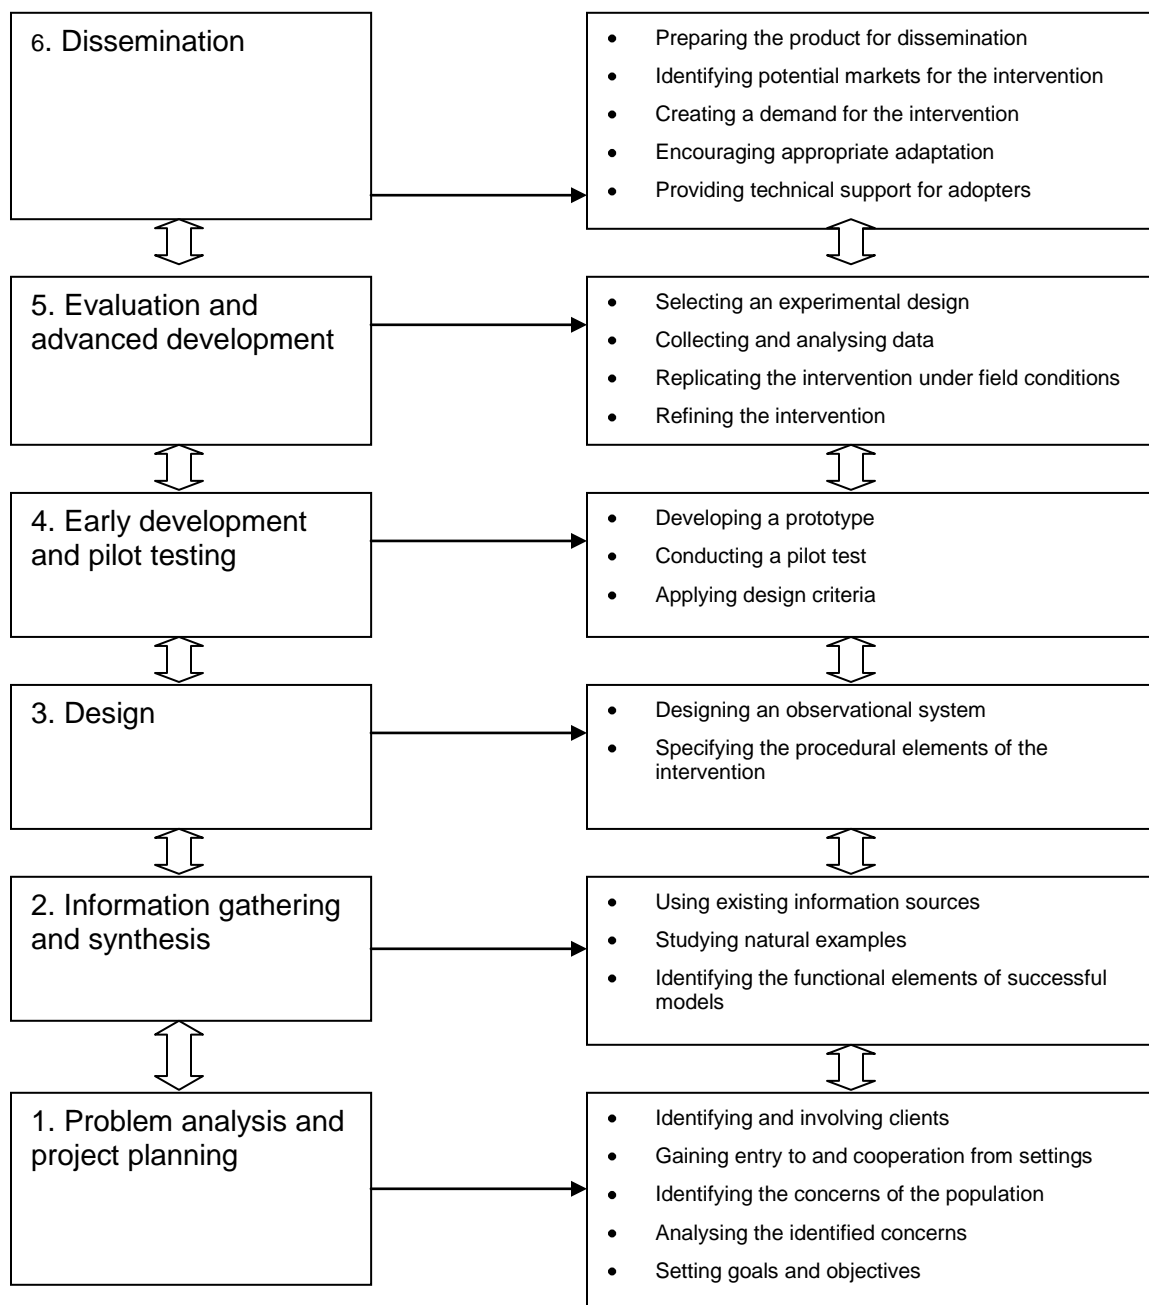 6. Dissemination
• Preparing the product for dissemination
• Identifying potential markets for the intervention
• Creating a demand for the intervention
• Encouraging appropriate adaptation
• Providing technical support for adopters
5. Evaluation and
advanced development
• Selecting an experimental design
• Collecting and analysing data
• Replicating the intervention under field conditions
• Refining the intervention
4. Early development
and pilot testing
• Developing a prototype
• Conducting a pilot test
• Applying design criteria
3. Design
• Designing an observational system
• Specifying the procedural elements of the
intervention
2. Information gathering
and synthesis
• Using existing information sources
• Studying natural examples
• Identifying the functional elements of successful
models
1. Problem analysis and
project planning
• Identifying and involving clients
• Gaining entry to and cooperation from settings
• Identifying the concerns of the population
• Analysing the identified concerns
• Setting goals and objectives